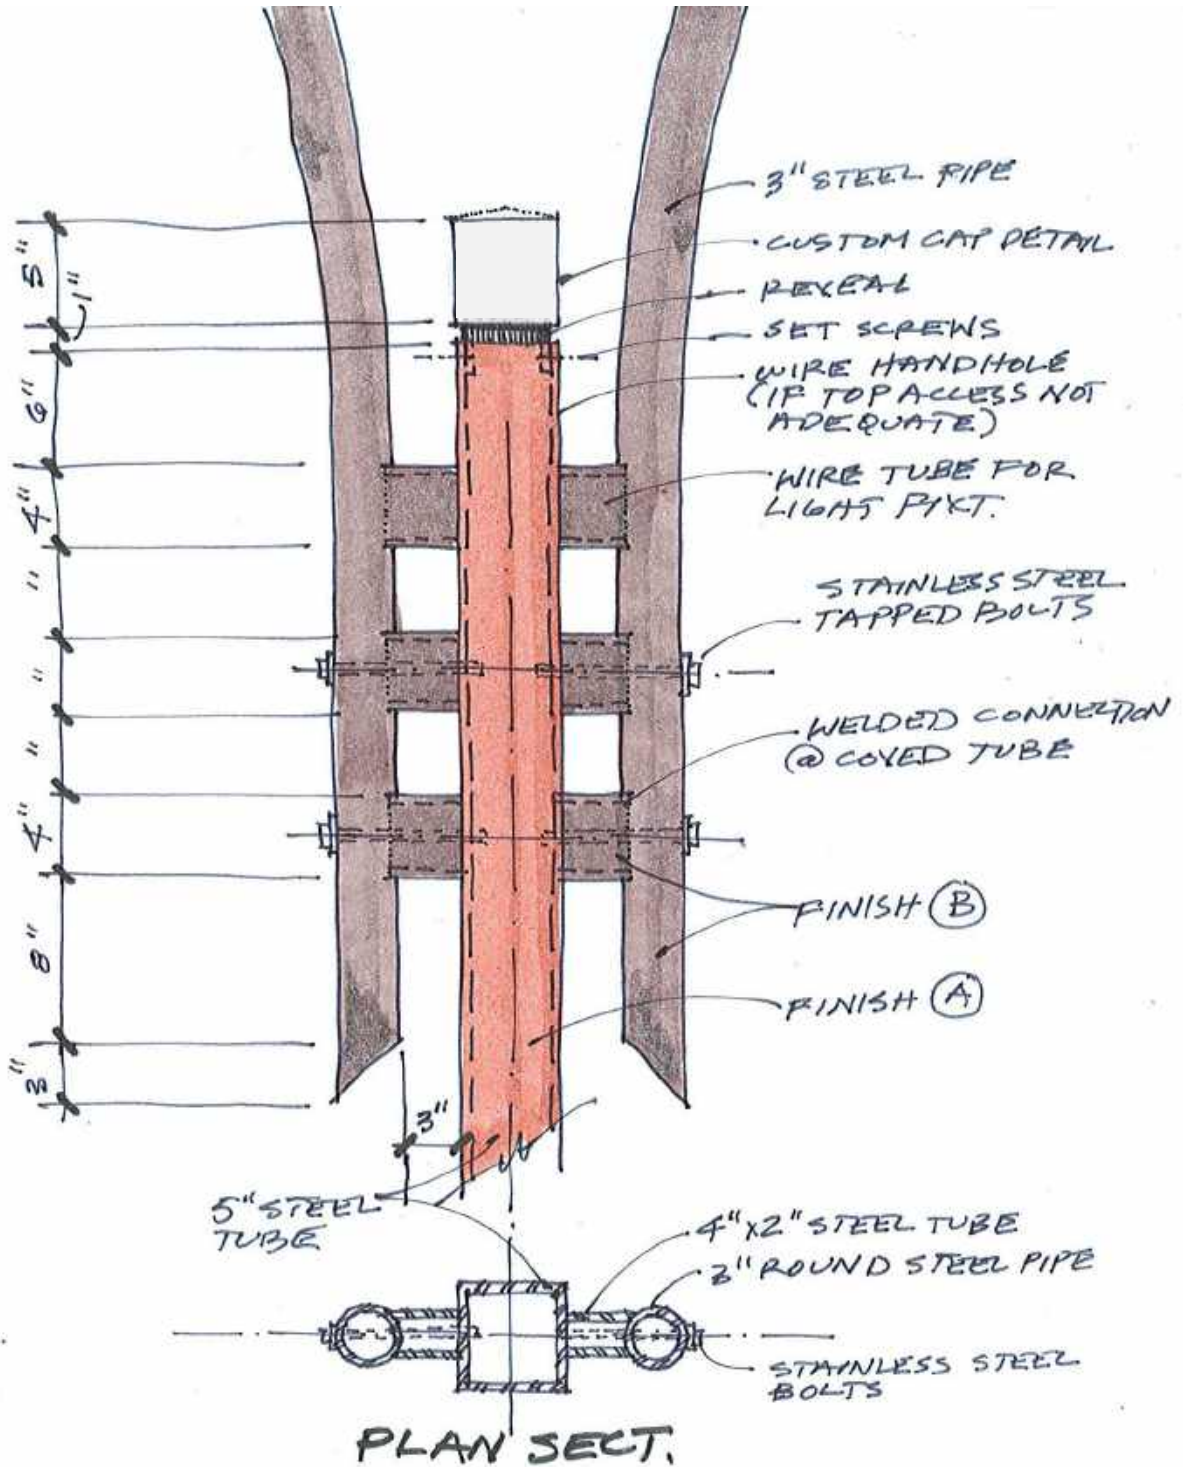 3" STEEL PIPE
CUSTOM CAP DETAIL
REVEAL
SET SCREWS
WIRE HANDHOLE
(IF TOP ACCESS NOT
ADEQUATE)
WIRE TUBE FOR
LIGHT FIXT.
STAINLESS STEEL
TAPPED BOLTS
WELDED CONNECTION
@ COVED TUBE
FINISH B
FINISH A
5"
1"
6"
4"
"
"
"
4"
8"
3"
3"
5" STEEL
TUBE
4" X 2" STEEL TUBE
3" ROUND STEEL PIPE
STAINLESS STEEL
BOLTS
PLAN SECT.